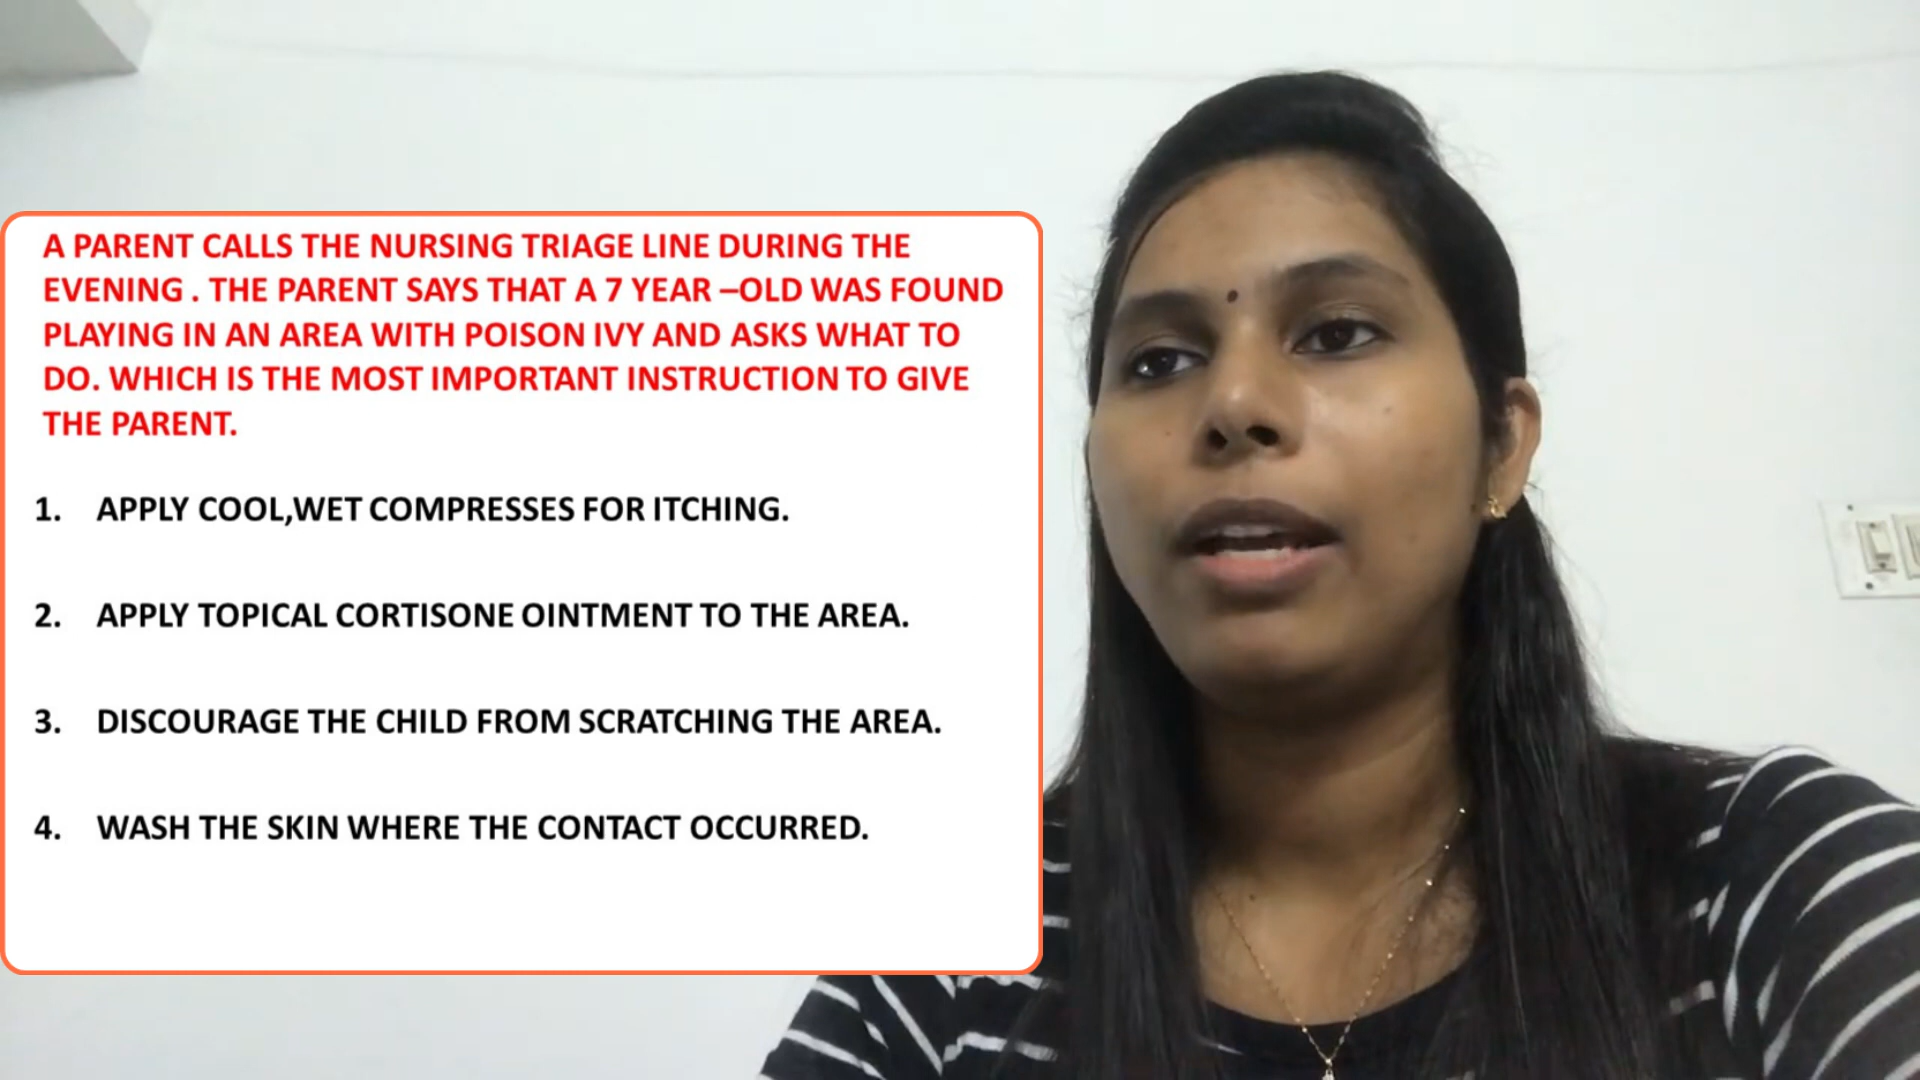 A PARENT CALLS THE NURSING TRIAGE LINE DURING THE
EVENING . THE PARENT SAYS THAT A 7 YEAR –OLD WAS FOUND
PLAYING IN AN AREA WITH POISON IVY AND ASKS WHAT TO
DO. WHICH IS THE MOST IMPORTANT INSTRUCTION TO GIVE
THE PARENT.
1. APPLY COOL,WET COMPRESSES FOR ITCHING.
2. APPLY TOPICAL CORTISONE OINTMENT TO THE AREA.
3. DISCOURAGE THE CHILD FROM SCRATCHING THE AREA.
4. WASH THE SKIN WHERE THE CONTACT OCCURRED.